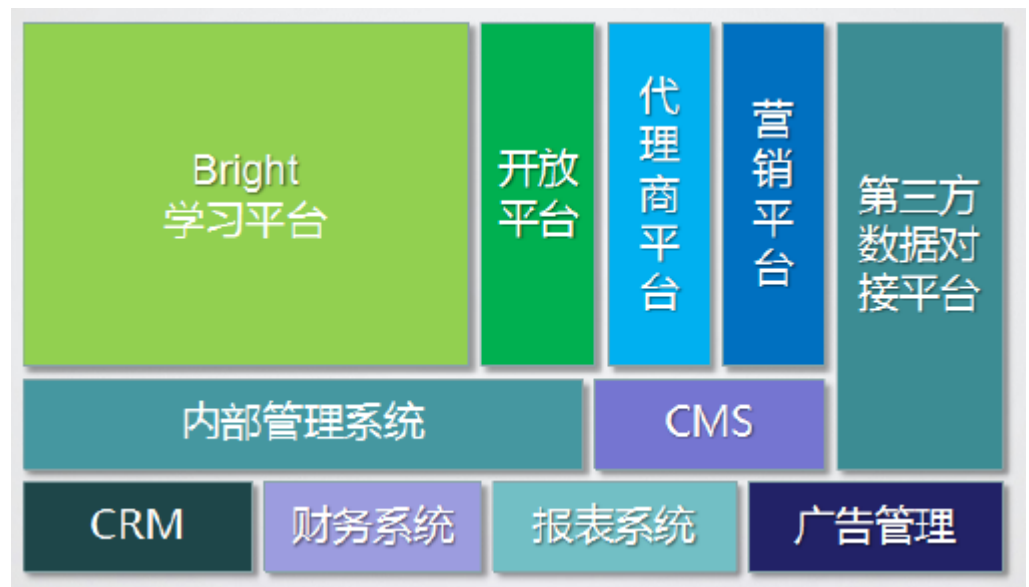 Bright
学习平台
开放
平台
代理商平台
营销平台
第三方
数据对
接平台
内部管理系统
CMS
CRM
财务系统
报表系统
广告管理